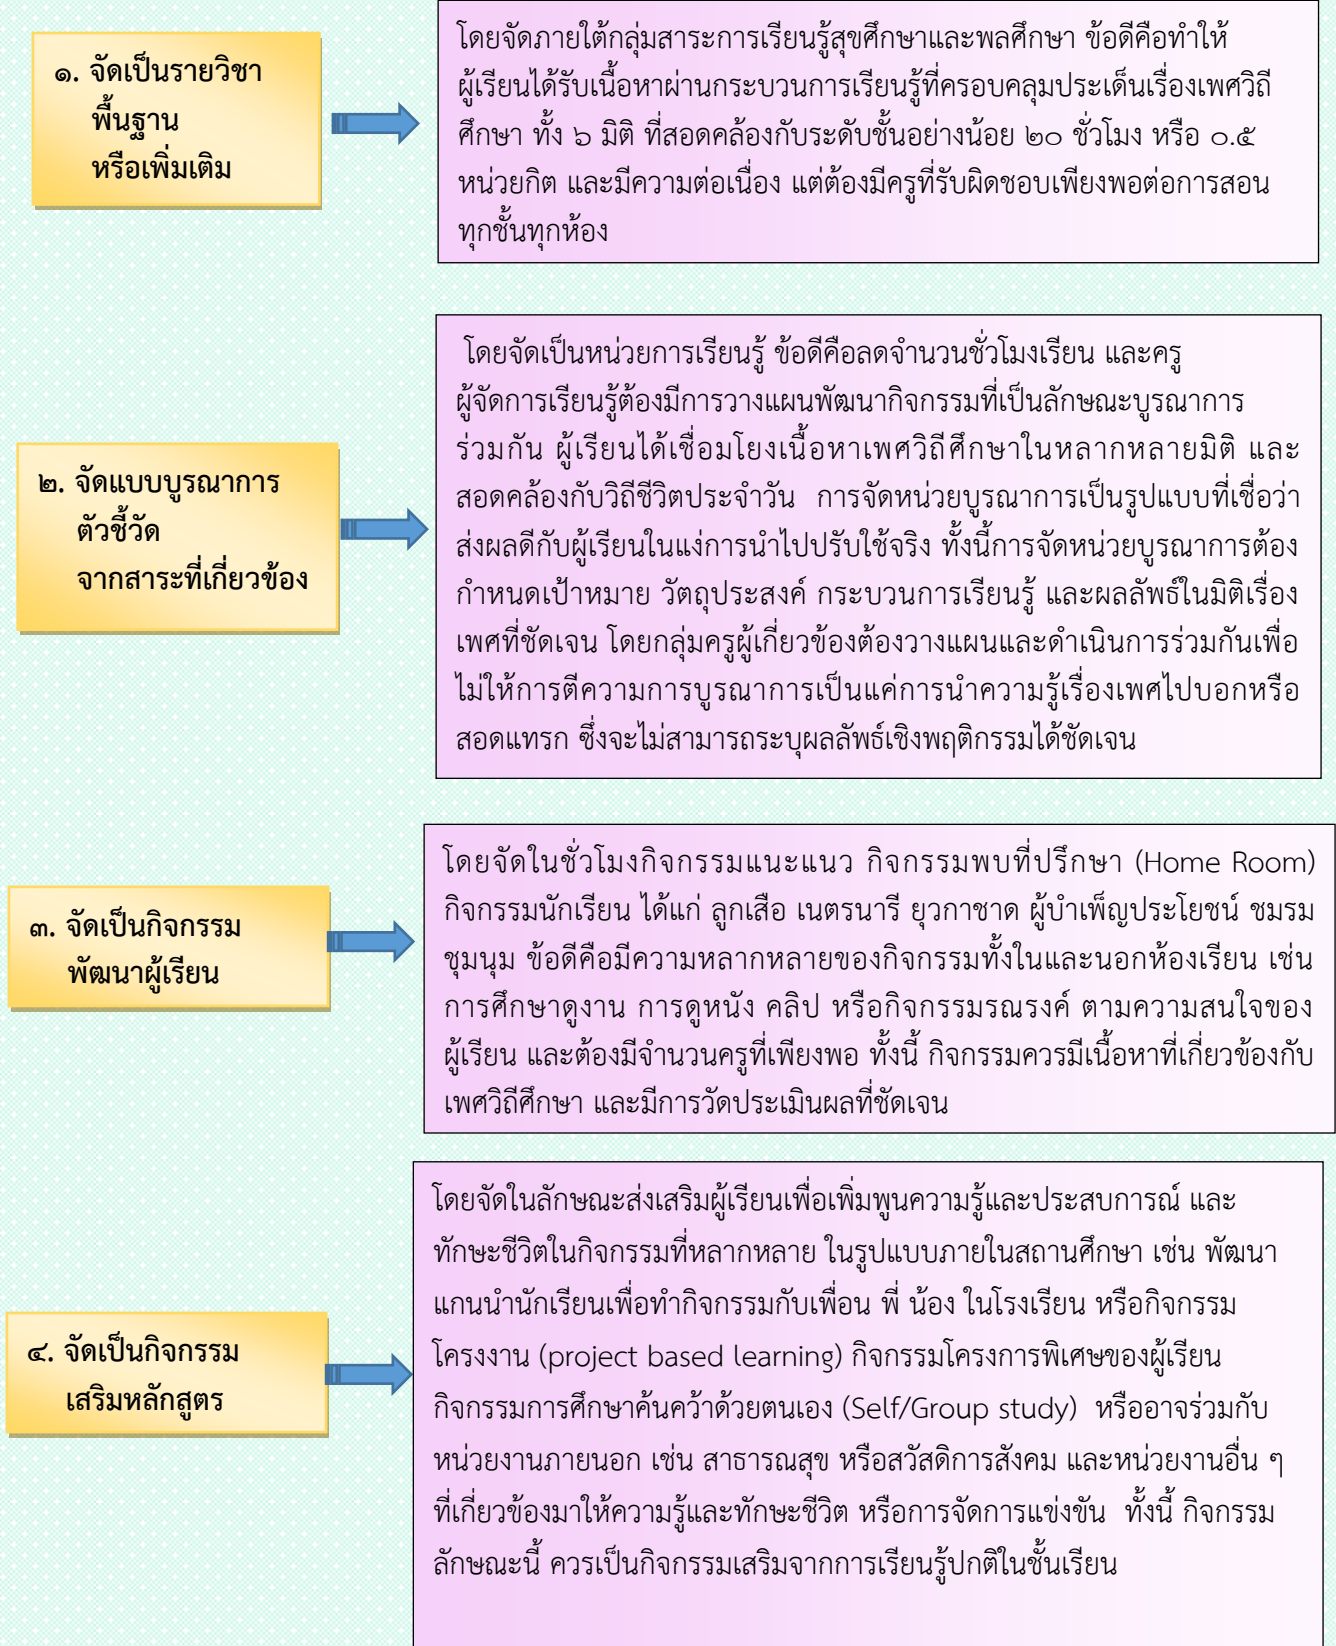 ๑. จัดเป็นรายวิชา
พื้นฐาน
หรือเพิ่มเติม
โดยจัดภายใต้กลุ่มสาระการเรียนรู้สุขศึกษาและพลศึกษา ข้อดีคือทำให้
ผู้เรียนได้รับเนื้อหาผ่านกระบวนการเรียนรู้ที่ครอบคลุมประเด็นเรื่องเพศวิถี
ศึกษา ทั้ง ๖ มิติ ที่สอดคล้องกับระดับชั้นอย่างน้อย ๒๐ ชั่วโมง หรือ ๐.๕
หน่วยกิต และมีความต่อเนื่อง แต่ต้องมีครูที่รับผิดชอบเพียงพอต่อการสอน
ทุกชั้นทุกห้อง
๒. จัดแบบบูรณาการ
ตัวชี้วัด
จากสาระที่เกี่ยวข้อง
โดยจัดเป็นหน่วยการเรียนรู้ ข้อดีคือลดจำนวนชั่วโมงเรียน และครู
ผู้จัดการเรียนรู้ต้องมีการวางแผนพัฒนากิจกรรมที่เป็นลักษณะบูรณาการ
ร่วมกัน ผู้เรียนได้เชื่อมโยงเนื้อหาเพศวิถีศึกษาในหลากหลายมิติ และ
สอดคล้องกับวิถีชีวิตประจำวัน การจัดหน่วยบูรณาการเป็นรูปแบบที่เชื่อว่า
ส่งผลดีกับผู้เรียนในแง่การนำไปปรับใช้จริง ทั้งนี้การจัดหน่วยบูรณาการต้อง
กำหนดเป้าหมาย วัตถุประสงค์ กระบวนการเรียนรู้ และผลลัพธ์ในมิติเรื่อง
เพศที่ชัดเจน โดยกลุ่มครูผู้เกี่ยวข้องต้องวางแผนและดำเนินการร่วมกันเพื่อ
ไม่ให้การตีความการบูรณาการเป็นแค่การนำความรู้เรื่องเพศไปบอกหรือ
สอดแทรก ซึ่งจะไม่สามารถระบุผลลัพธ์เชิงพฤติกรรมได้ชัดเจน
๓. จัดเป็นกิจกรรม
พัฒนาผู้เรียน
โดยจัดในชั่วโมงกิจกรรมแนะแนว กิจกรรมพบที่ปรึกษา (Home Room)
กิจกรรมนักเรียน ได้แก่ ลูกเสือ เนตรนารี ยุวกาชาด ผู้บำเพ็ญประโยชน์ ชมรม
ชุมนุม ข้อดีคือมีความหลากหลายของกิจกรรมทั้งในและนอกห้องเรียน เช่น
การศึกษาดูงาน การดูหนัง คลิป หรือกิจกรรมรณรงค์ ตามความสนใจของ
ผู้เรียน และต้องมีจำนวนครูที่เพียงพอ ทั้งนี้ กิจกรรมควรมีเนื้อหาที่เกี่ยวข้องกับ
เพศวิถีศึกษา และมีการวัดประเมินผลที่ชัดเจน
๔. จัดเป็นกิจกรรม
เสริมหลักสูตร
โดยจัดในลักษณะส่งเสริมผู้เรียนเพื่อเพิ่มพูนความรู้และประสบการณ์ และ
ทักษะชีวิตในกิจกรรมที่หลากหลาย ในรูปแบบภายในสถานศึกษา เช่น พัฒนา
แกนนำนักเรียนเพื่อทำกิจกรรมกับเพื่อน พี่ น้อง ในโรงเรียน หรือกิจกรรม
โครงงาน (project based learning) กิจกรรมโครงการพิเศษของผู้เรียน
กิจกรรมการศึกษาค้นคว้าด้วยตนเอง (Self/Group study) หรืออาจร่วมกับ
หน่วยงานภายนอก เช่น สาธารณสุข หรือสวัสดิการสังคม และหน่วยงานอื่น ๆ
ที่เกี่ยวข้องมาให้ความรู้และทักษะชีวิต หรือการจัดการแข่งขัน ทั้งนี้ กิจกรรม
ลักษณะนี้ ควรเป็นกิจกรรมเสริมจากการเรียนรู้ปกติในชั้นเรียน